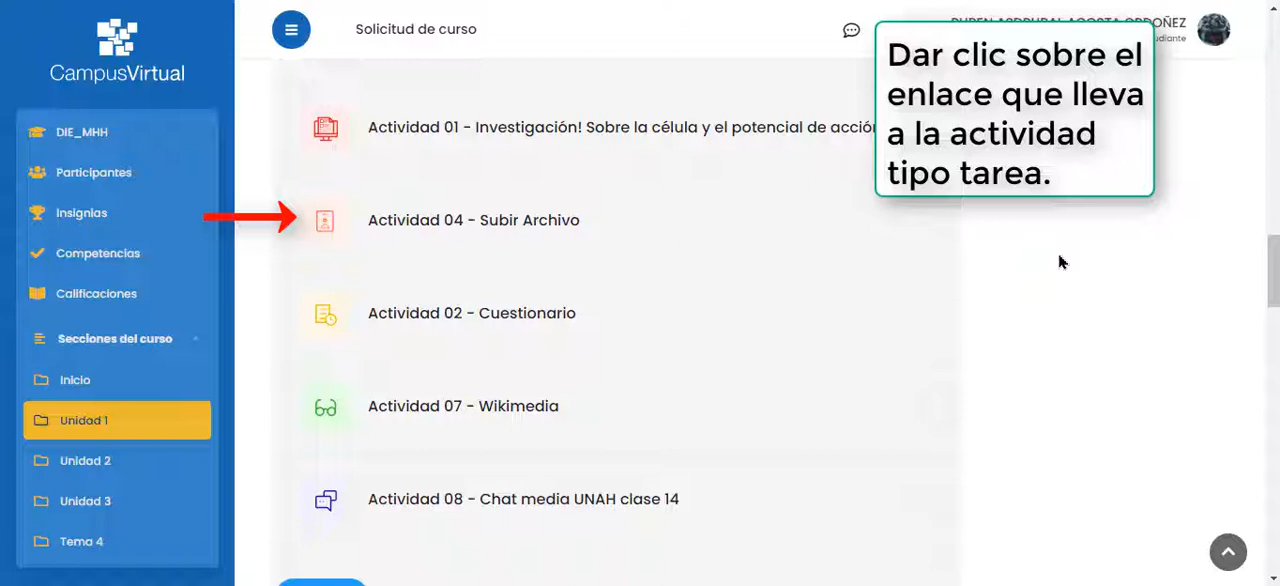 CampusVirtual
DIE_MHH
Participantes
Insignias
Competencias
Calificaciones
Secciones del curso
Inicio
Unidad 1
Unidad 2
Unidad 3
Tema 4
Solicitud de curso
Dar clic sobre el
enlace que lleva
a la actividad
tipo tarea.
Actividad 01 - Investigación! Sobre la célula y el potencial de acción
Actividad 04 - Subir Archivo
Actividad 02 - Cuestionario
Actividad 07 - Wikimedia
Actividad 08 - Chat media UNAH clase 14